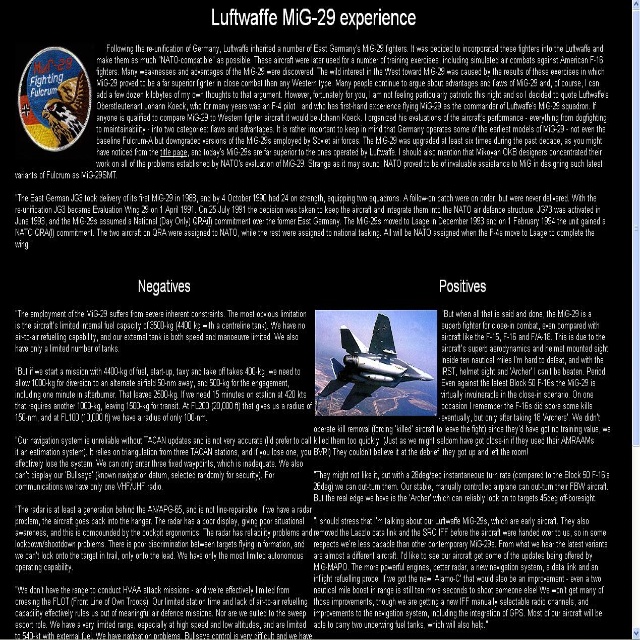 Luftwaffe MiG-29 experience
MiG-29
Fighting
Fulcrum
Following the re-unification of Germany, Luftwaffe inherited a number of East Germany's MiG-29 fighters. It was decided to incorporated these fighters into the Luftwaffe and
make them as much "NATO-compatible" as possible. These aircraft were later used for a number of training exercises, including simulated air combats against American F-16
fighters. Many weaknesses and advantages of the MiG-29 were discovered. The wild interest in the West toward MiG-29 was caused by the results of these exercises in which
MiG-29 proved to be a far superior fighter in close combat than any Western type. Many people continue to argue about advantages and flaws of MiG-29 and, of course, I can
add a few dozen kilobytes of my own thoughts to that argument. However, fortunately for you, I am not feeling particularly patriotic this night and so I decided to quote Luftwaffe's
Oberstleutenant Johann Koeck, who for many years was an F-4 pilot and who has first-hand experience flying MiG-29 as the commander of Luftwaffe's MiG-29 squadron. If
anyone is qualified to compare MiG-29 to Western fighter aircraft it would be Johann Koeck. I organized his evaluations of the aircraft's performance - everything from dogfighting
to maintainability - into two categories: flaws and advantages. It is rather important to keep in mind that Germany operates some of the earliest models of MiG-29 - not even the
baseline Fulcrum-A but downgraded versions of the MiG-29s employed by Soviet air forces. The MiG-29 was upgraded at least six times during the past decade, as you might
have noticed from the title page, and today's MiG-29s are far superior to the ones operated by Luftwaffe. I should also mention that Mikoyan OKB designers concentrated their
work on all of the problems established by NATO's evaluation of MiG-29. Strange as it may sound, NATO proved to be of invaluable assistance to MiG in designing such latest
variants of Fulcrum as MiG-29SMT.
"The East German JG3 took delivery of its first MiG-29 in 1988, and by 4 October 1990 had 24 on strength, equipping two squadrons. A follow-on batch were on order, but were never delivered. With the
re-unification JG3 became Evaluation Wing 29 on 1 April 1991. On 25 July 1991 the decision was taken to keep the aircraft and integrate them into the NATO air defence structure. JG73 was activated in
June 1993, and the MiG-29s assumed a National (Day Only) QRA(I) commitment over the former East Germany. The MiG-29s moved to Laage in December 1993 and on 1 February 1994 the unit gained a
NATO QRA(I) commitment. The two aircraft on QRA were assigned to NATO, while the rest were assigned to national tasking. All will be NATO assigned when the F-4s move to Laage to complete the
wing.
Negatives
"The employment of the MiG-29 suffers from severe inherent constraints. The most obvious limitation
is the aircraft's limited internal fuel capacity of 3500-kg (4400 kg with a centreline tank). We have no
air-to-air refuelling capability, and our external tank is both speed and manoeuvre limited. We also
have only a limited number of tanks.
"But if we start a mission with 4400-kg of fuel, start-up, taxy and take off takes 400-kg, we need to
allow 1000-kg for diversion to an alternate airfield 50-nm away, and 500-kg for the engagement,
including one minute in afterburner. That leaves 2500-kg. If we need 15 minutes on station at 420 kts
that requires another 1000-kg, leaving 1500-kg for transit. At FL200 (20,000 ft) that gives us a radius of
150-nm, and at FL100 (10,000 ft) we have a radius of only 100-nm.
"Our navigation system is unreliable without TACAN updates and is not very accurate (I'd prefer to call
it an estimation system). It relies on triangulation from three TACAN stations, and if you lose one, you
effectively lose the system. We can only enter three fixed waypoints, which is inadequate. We also
can't display our 'Bullseye' (known navigation datum, selected randomly for security). For
communications we have only one VHF/UHF radio.
"The radar is at least a generation behind the AN/APG-65, and is not line-repairable. If we have a radar
problem, the aircraft goes back into the hangar. The radar has a poor display, giving poor situational
awareness, and this is compounded by the cockpit ergonomics. The radar has reliability problems and
lookdown/shootdown problems. There is poor discrimination between targets flying in formation, and
we can't lock onto the target in trail, only onto the lead. We have only the most limited autonomous
operating capability.
"We don't have the range to conduct HVAA attack missions - and we're effectively limited from
crossing the FLOT (Front Line of Own Troops). Our limited station time and lack of air-to-air refuelling
capability effectively rules us out of meaningful air defence missions. Nor are we suited to the sweep
escort role. We have a very limited range, especially at high speed and low altitudes, and are limited
to 540-kt with external fuel. We have navigation problems, Bullseye control is very difficult and we have
Positives
"But when all that is said and done, the MiG-29 is a
superb fighter for close-in combat, even compared with
aircraft like the F-15, F-16 and F/A-18. This is due to the
aircraft's superb aerodynamics and helmet mounted sight.
Inside ten nautical miles I'm hard to defeat, and with the
IRST, helmet sight and 'Archer' I can't be beaten. Period.
Even against the latest Block 50 F-16s the MiG-29 is
virtually invulnerable in the close-in scenario. On one
occasion I remember the F-16s did score some kills
eventually, but only after taking 18 'Archers'. We didn't
operate kill removal (forcing 'killed' aircraft to leave the fight) since they'd have got no training value, we
killed them too quickly. (Just as we might seldom have got close-in if they used their AMRAAMs
BVR!) They couldn't believe it at the debrief, they got up and left the room!
"They might not like it, but with a 28deg/sec instantaneous turn rate (compared to the Block 50 F-16's
26deg) we can out-turn them. Our stable, manually controlled airplane can out-turn their FBW aircraft.
But the real edge we have is the 'Archer' which can reliably lock on to targets 45deg off-boresight.
"I should stress that I'm talking about our Luftwaffe MiG-29s, which are early aircraft. They also
removed the Laszlo data link and the SRO IFF before the aircraft were handed over to us, so in some
respects we're less capable than other contemporary MiG-29s. From what we hear the latest variants
are almost a different aircraft. I'd like to see our aircraft get some of the updates being offered by
MiG-MAPO. The more powerful engines, better radar, a new navigation system, a data link and an
inflight refuelling probe. If we got the new 'Alamo-C' that would also be an improvement - even a two
nautical mile boost in range is still ten more seconds to shoot someone else! We won't get many of
those improvements, though we are getting a new IFF manually selectable radio channels, and
improvements to the navigation system, including the integration of GPS. Most of our aircraft will be
able to carry two underwing fuel tanks, which will also help."